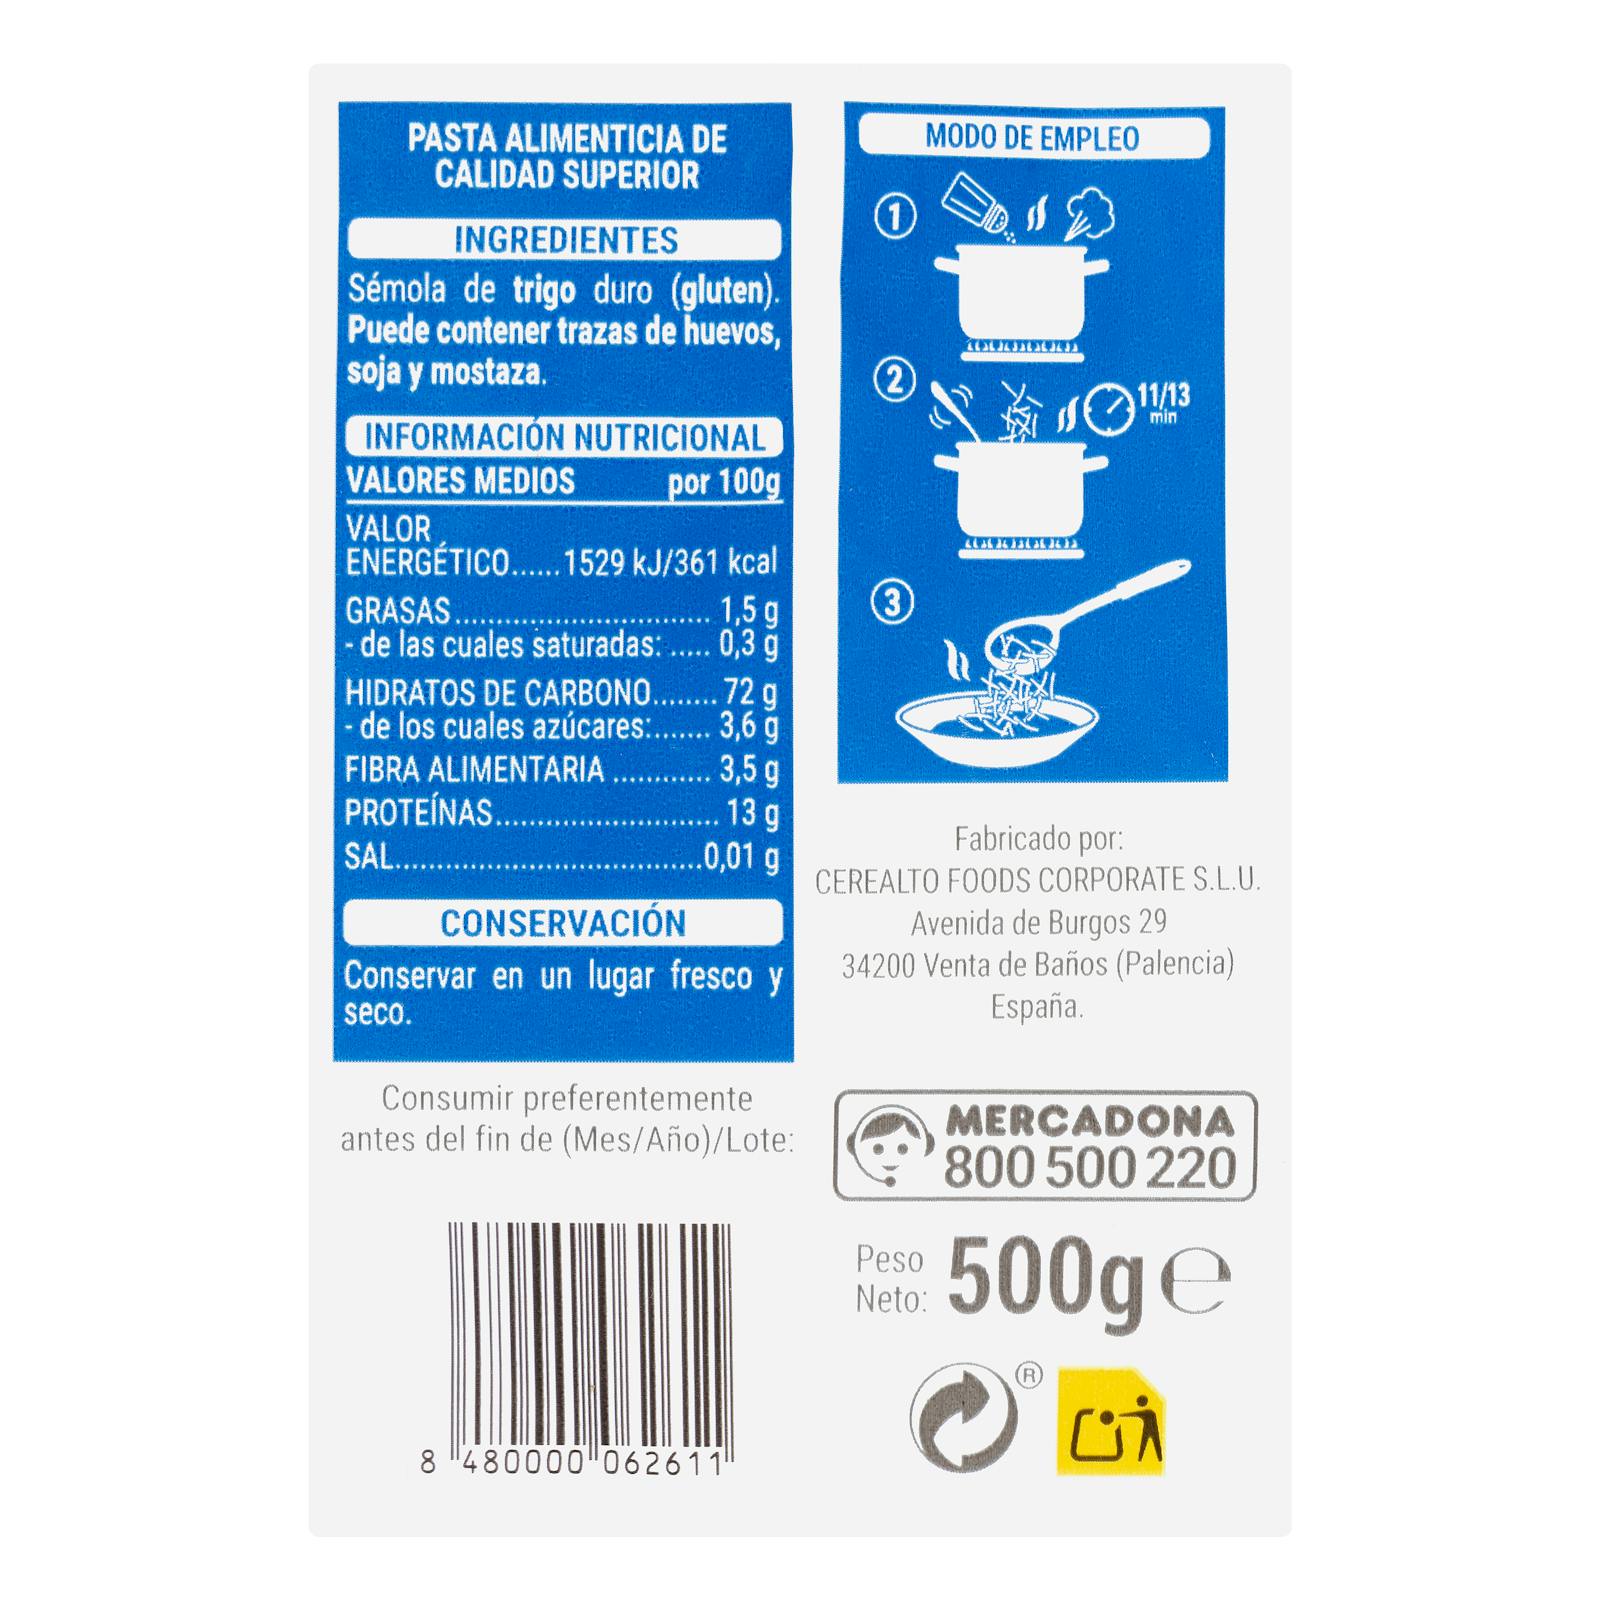 PASTA ALIMENTICIA DE
CALIDAD SUPERIOR
INGREDIENTES
Sémola de trigo duro (gluten).
Puede contener trazas de huevos,
soja y mostaza.
INFORMACIÓN NUTRICIONAL
VALORES MEDIOS por 100g
VALOR
ENERGÉTICO......1529 kJ/361 kcal
GRASAS............................... 1,5 g
- de las cuales saturadas: ..... 0,3 g
HIDRATOS DE CARBONO........ 72 g
- de los cuales azúcares:....... 3,6 g
FIBRA ALIMENTARIA ............ 3,5 g
PROTEÍNAS........................... 13 g
SAL.....................................0,01 g
CONSERVACIÓN
Conservar en un lugar fresco y
seco.
Consumir preferentemente
antes del fin de (Mes/Año)/Lote:
8 480000 062611
MODO DE EMPLEO
1
2
11/13
min
3
Fabricado por:
CEREALTO FOODS CORPORATE S.L.U.
Avenida de Burgos 29
34200 Venta de Baños (Palencia)
España.
MERCADONA
800 500 220
Peso
Neto: 500g e
®